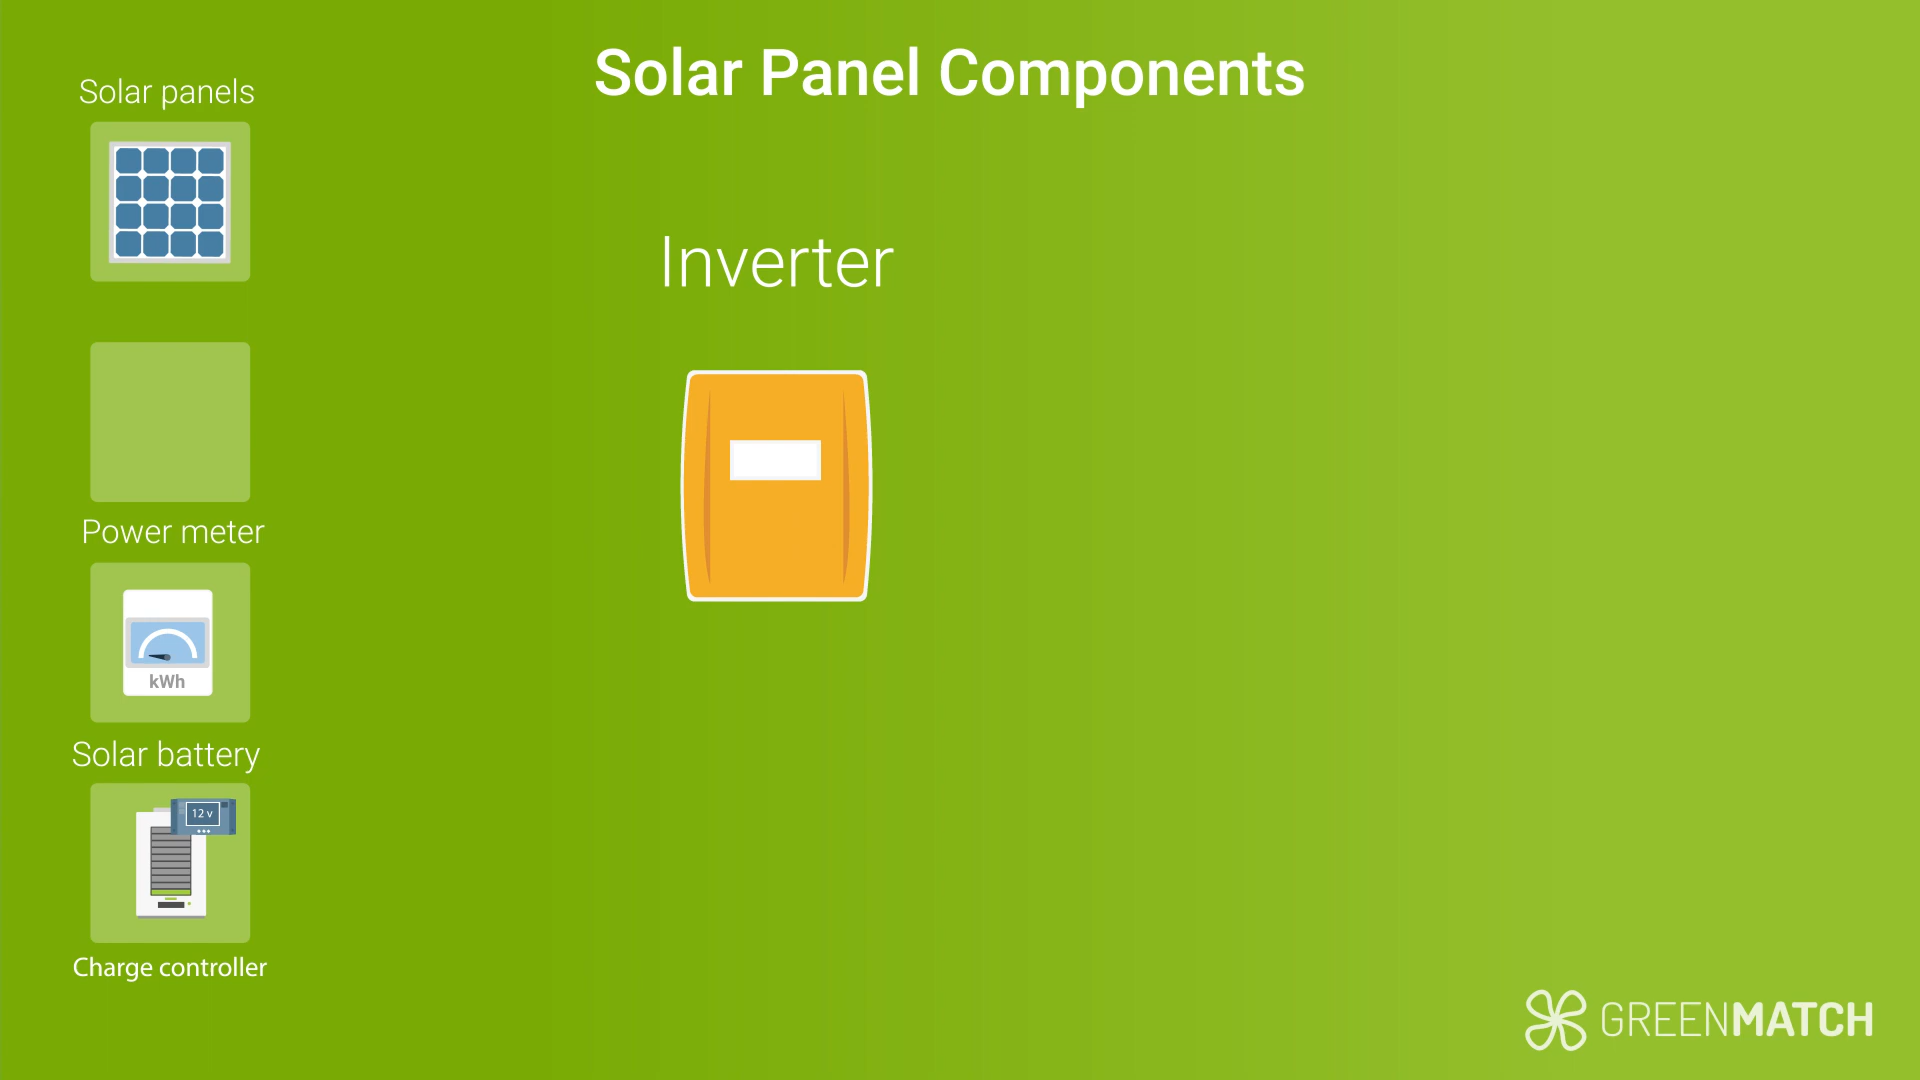 Solar Panel Components
Solar panels
Inverter
Power meter
kWh
Solar battery
12 v
Charge controller
GREENMATCH